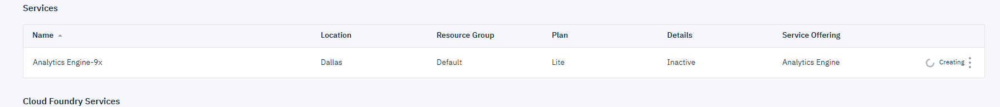 Services
Name Location Resource Group Plan Details Service Offering
Analytics Engine-9x Dallas Default Lite Inactive Analytics Engine Creating
Cloud Foundry Services